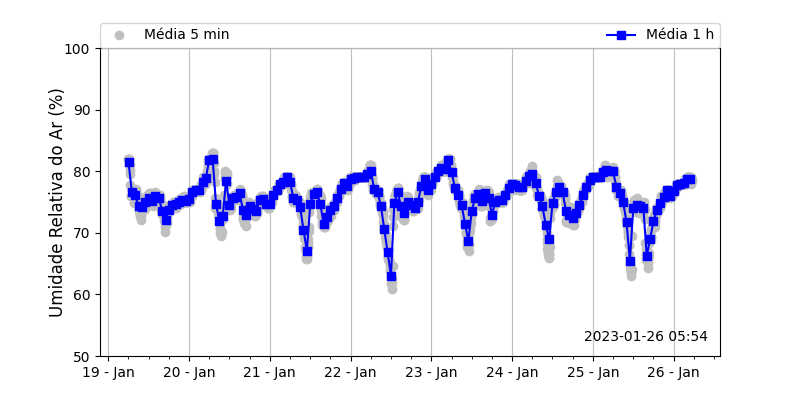 Média 5 min
Média 1 h
Umidade Relativa do Ar (%)
100
90
80
70
60
50
2023-01-26 05:54
19 - Jan
20 - Jan
21 - Jan
22 - Jan
23 - Jan
24 - Jan
25 - Jan
26 - Jan